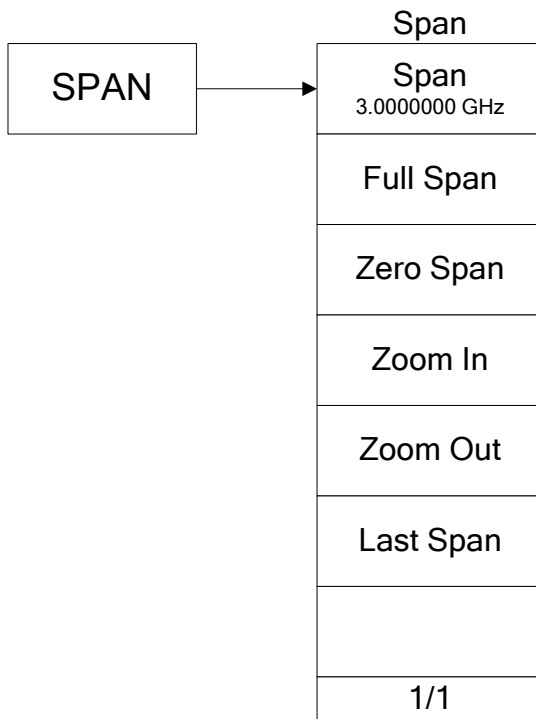 Span
SPAN
Span
3.0000000 GHz
Full Span
Zero Span
Zoom In
Zoom Out
Last Span
1/1